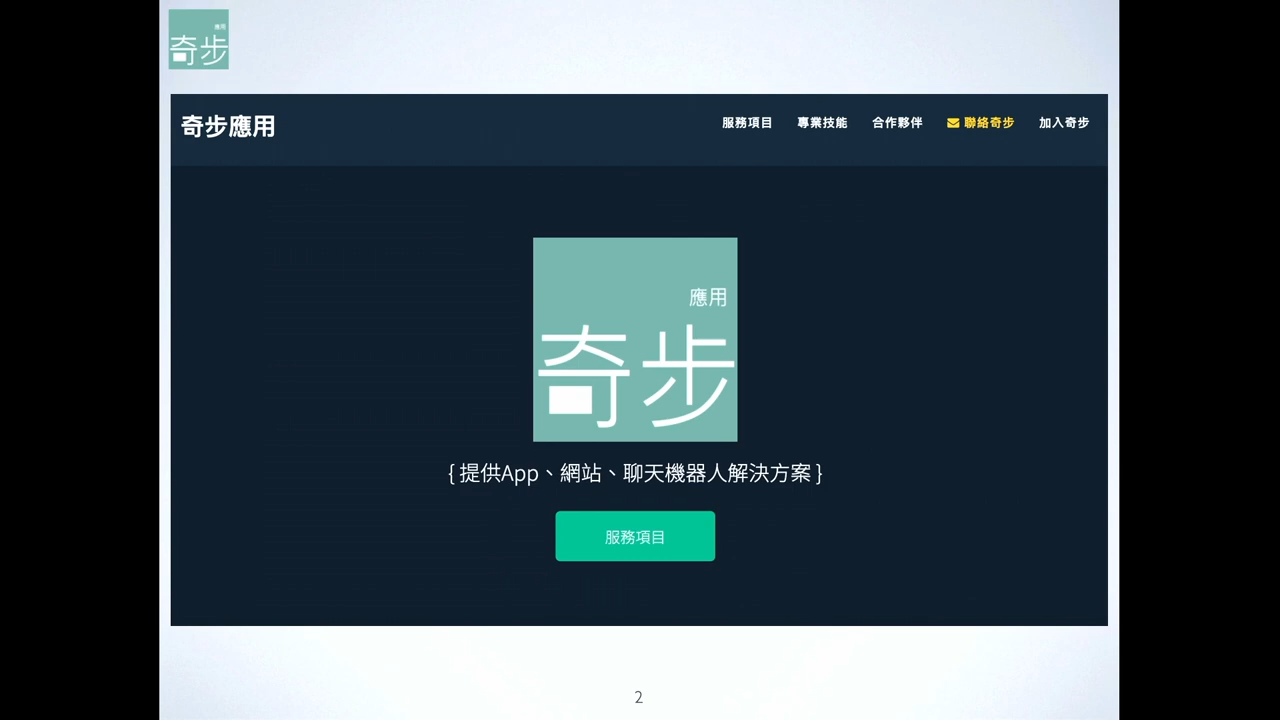 應用
奇步
奇步應用
服務項目 專業技能 合作夥伴 聯絡奇步 加入奇步
應用
奇步
{ 提供App、網站、聊天機器人解決方案 }
服務項目
2